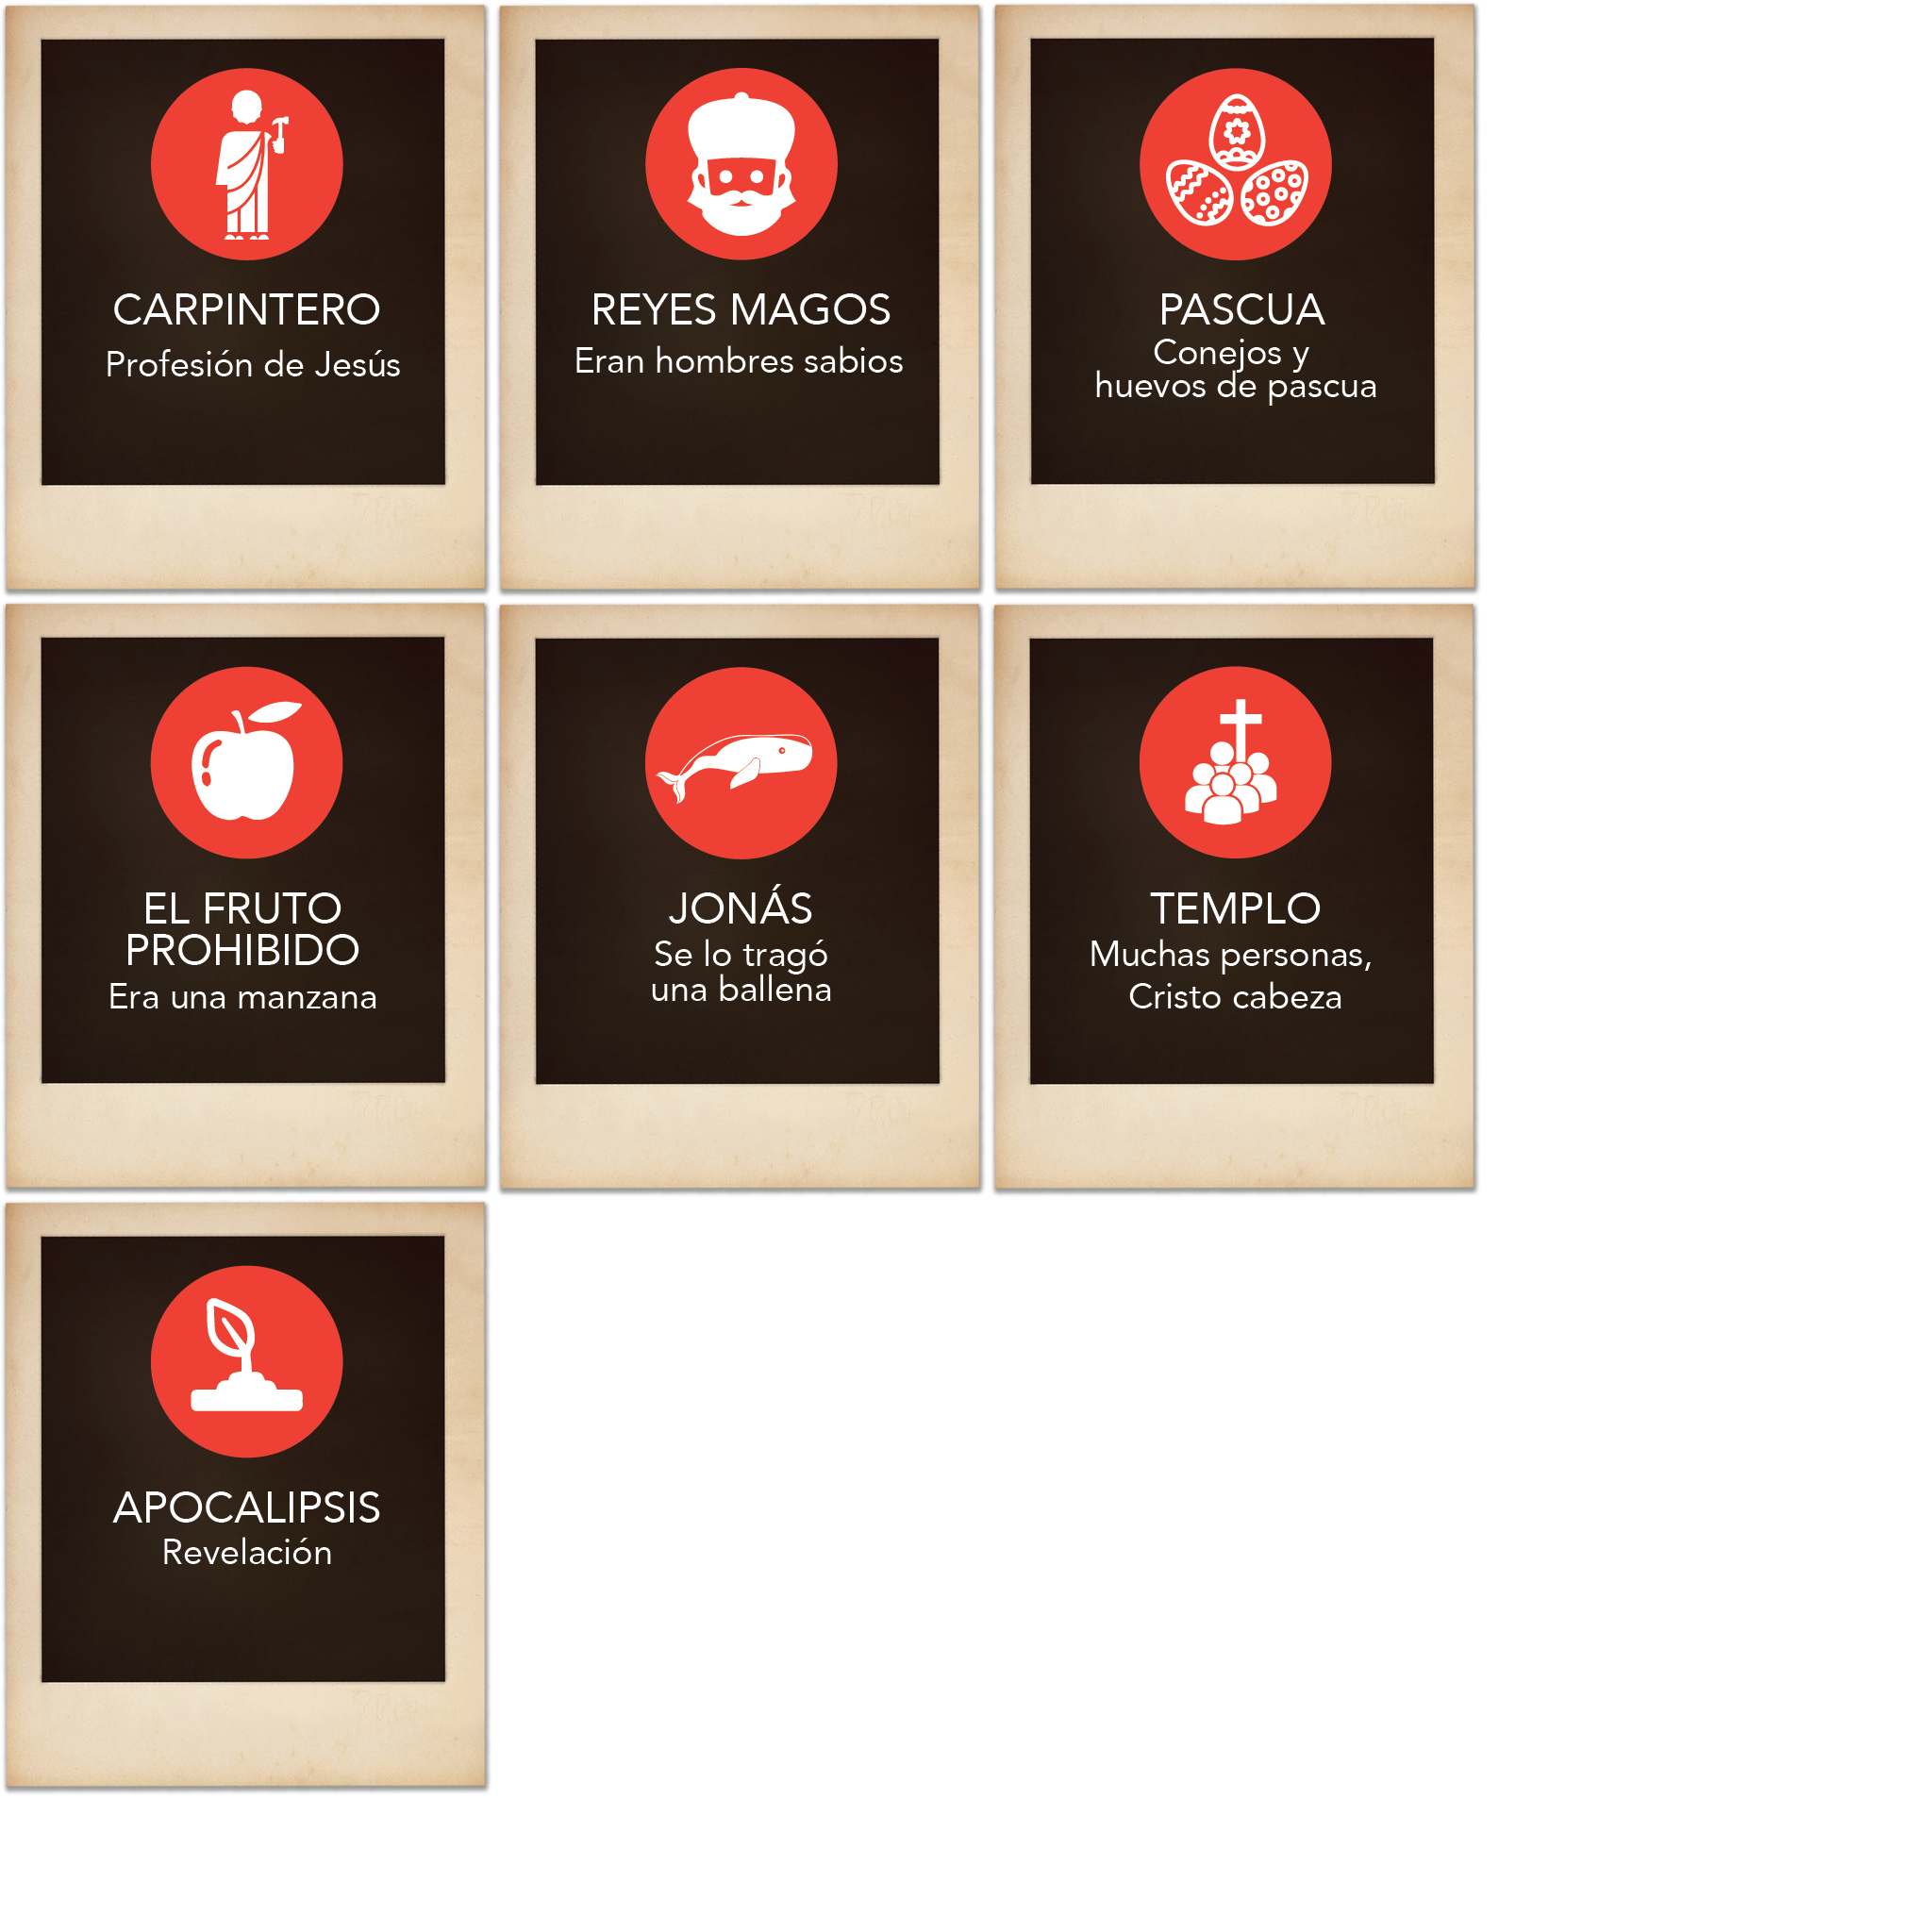 CARPINTERO
Profesión de Jesús
REYES MAGOS
Eran hombres sabios
PASCUA
Conejos y
huevos de pascua
EL FRUTO
PROHIBIDO
Era una manzana
JONÁS
Se lo tragó
una ballena
TEMPLO
Muchas personas,
Cristo cabeza
APOCALIPSIS
Revelación